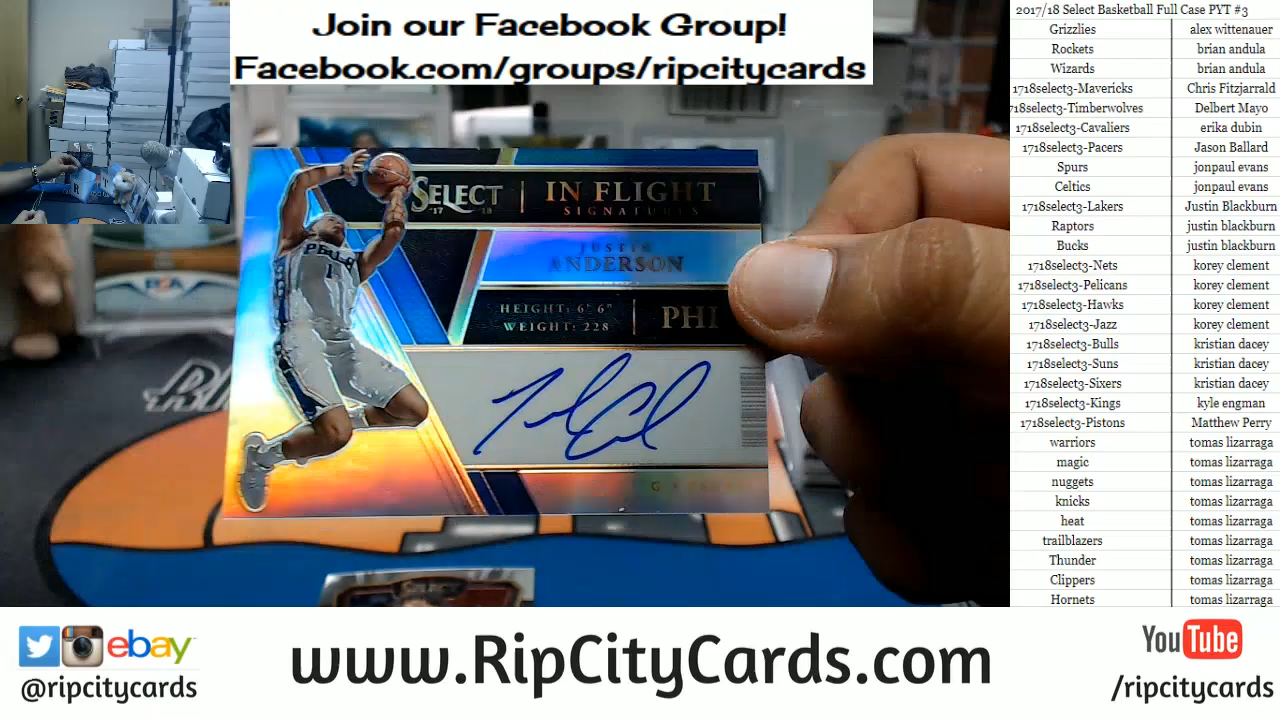 Join our Facebook Group!
Facebook.com/groups/ripcitycards
SELECT
'17 '18
IN FLIGHT
SIGNATURES
JUSTIN
ANDERSON
HEIGHT: 6' 6"
WEIGHT: 228
PHI
PHILA
1
2017/18 Select Basketball Full Case PYT #3
Grizzlies alex wittenauer
Rockets brian andula
Wizards brian andula
1718select3-Mavericks Chris Fitzjarrald
1718select3-Timberwolves Delbert Mayo
1718select3-Cavaliers erika dubin
1718select3-Pacers Jason Ballard
Spurs jonpaul evans
Celtics jonpaul evans
1718select3-Lakers Justin Blackburn
Raptors justin blackburn
Bucks justin blackburn
1718select3-Nets korey clement
1718select3-Pelicans korey clement
1718select3-Hawks korey clement
1718select3-Jazz korey clement
1718select3-Bulls kristian dacey
1718select3-Suns kristian dacey
1718select3-Sixers kristian dacey
1718select3-Kings kyle engman
1718select3-Pistons Matthew Perry
warriors tomas lizarraga
magic tomas lizarraga
nuggets tomas lizarraga
knicks tomas lizarraga
heat tomas lizarraga
trailblazers tomas lizarraga
Thunder tomas lizarraga
Clippers tomas lizarraga
Hornets tomas lizarraga
ebay
@ripcitycards
www.RipCityCards.com
YouTube
/ripcitycards